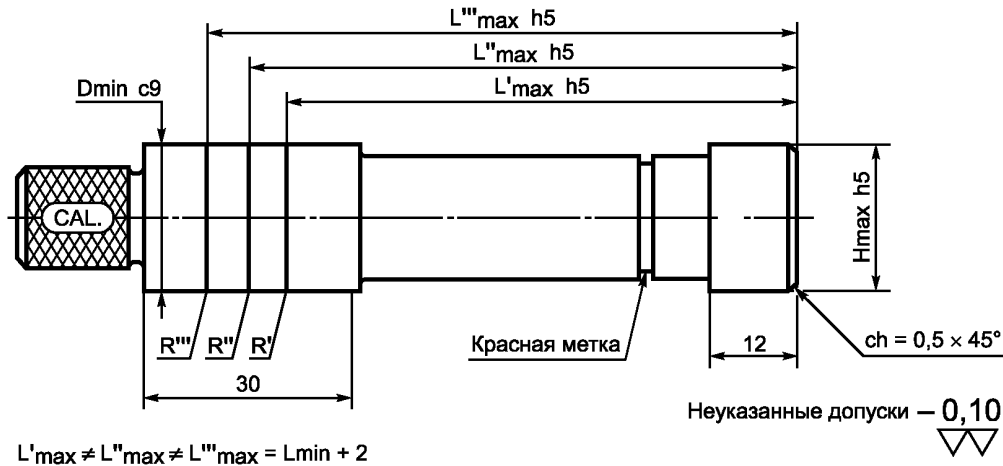 L'''max h5
L''max h5
Dmin c9
L'max h5
CAL.
Hmax h5
R''' R'' R'
Красная метка
12
ch = 0,5 × 45°
30
Неуказанные допуски – 0,10
L'max ≠ L''max ≠ L'''max = Lmin + 2